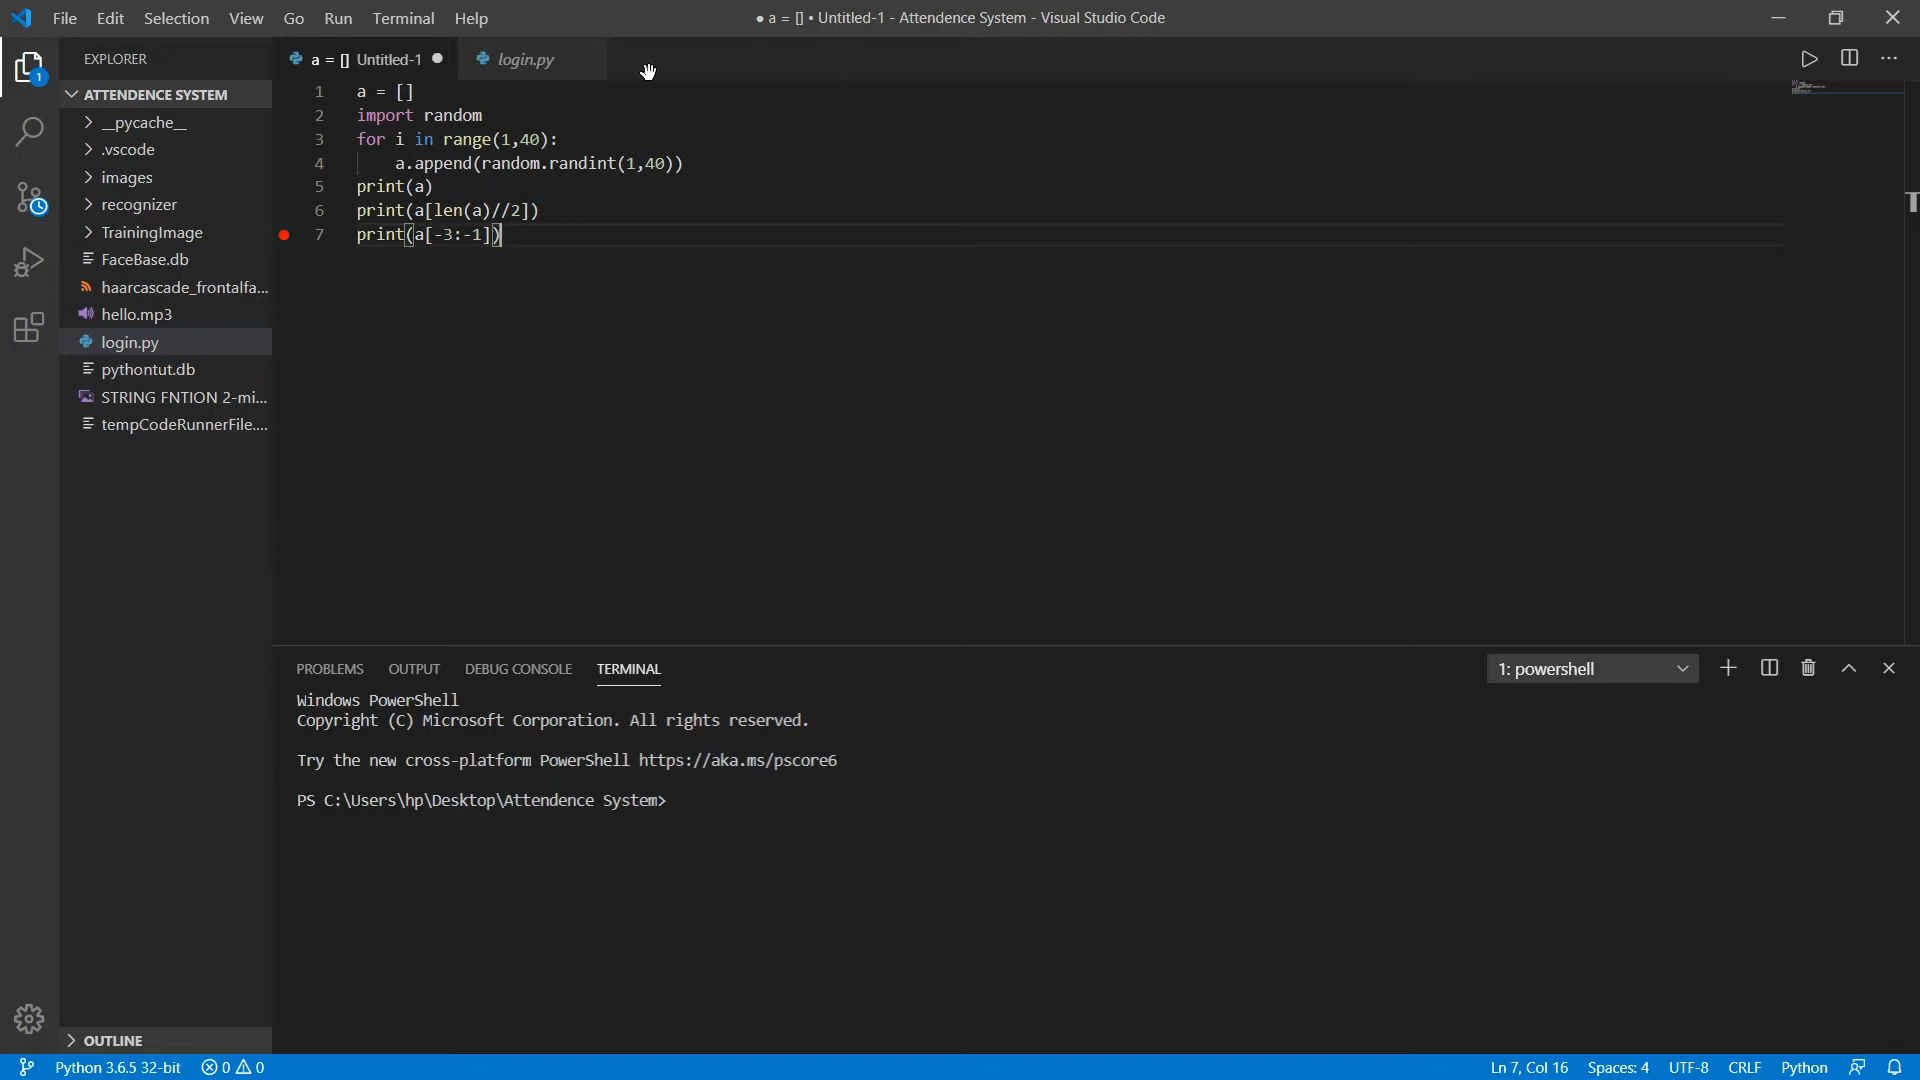 File Edit Selection View Go Run Terminal Help
● a = [] • Untitled-1 - Attendence System - Visual Studio Code
EXPLORER
a = [] Untitled-1 ●
login.py
1
ATTENDENCE SYSTEM
__pycache__
.vscode
images
recognizer
TrainingImage
FaceBase.db
haarcascade_frontalfa...
hello.mp3
login.py
pythontut.db
STRING FNTION 2-mi...
tempCodeRunnerFile....
OUTLINE
1 a = []
2 import random
3 for i in range(1,40):
4 a.append(random.randint(1,40))
5 print(a)
6 print(a[len(a)//2])
7 print(a[-3:-1])
PROBLEMS OUTPUT DEBUG CONSOLE TERMINAL
1: powershell
Windows PowerShell
Copyright (C) Microsoft Corporation. All rights reserved.
Try the new cross-platform PowerShell https://aka.ms/pscore6
PS C:\Users\hp\Desktop\Attendence System>
Python 3.6.5 32-bit 0 0
Ln 7, Col 16 Spaces: 4 UTF-8 CRLF Python